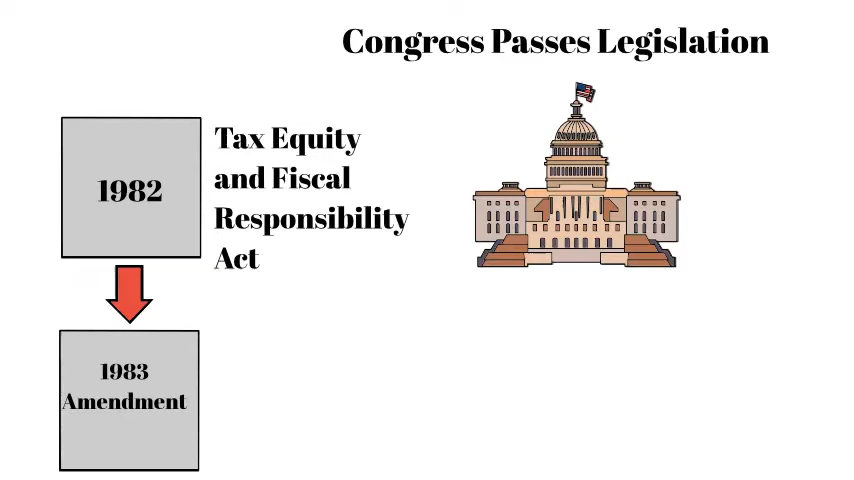 Congress Passes Legislation
1982
Tax Equity
and Fiscal
Responsibility
Act
1983
Amendment